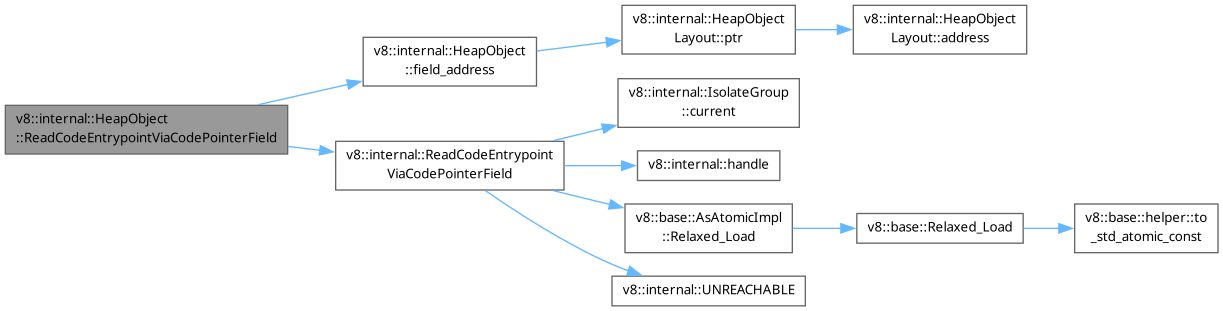 v8::internal::HeapObject
::ReadCodeEntrypointViaCodePointerField
v8::internal::HeapObject
::field_address
v8::internal::HeapObject
Layout::ptr
v8::internal::HeapObject
Layout::address
v8::internal::ReadCodeEntrypoint
ViaCodePointerField
v8::internal::IsolateGroup
::current
v8::internal::handle
v8::base::AsAtomicImpl
::Relaxed_Load
v8::base::Relaxed_Load
v8::base::helper::to
_std_atomic_const
v8::internal::UNREACHABLE